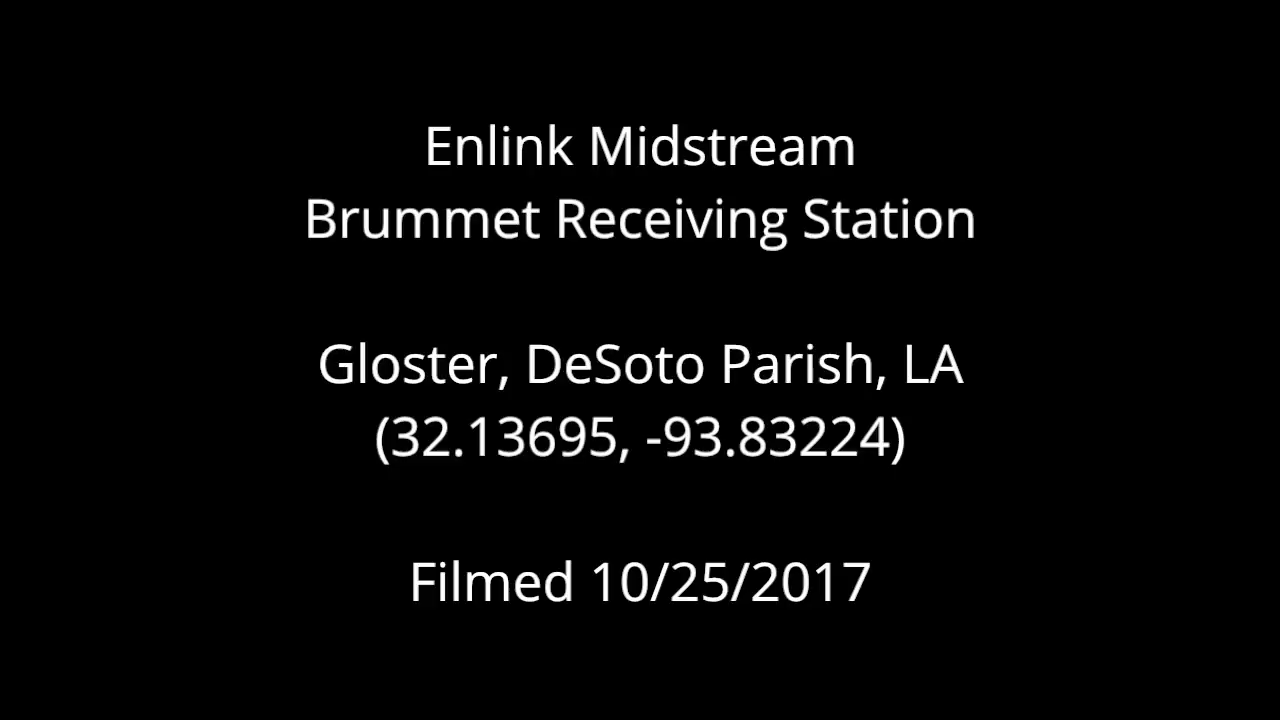 Enlink Midstream
Brummet Receiving Station
Gloster, DeSoto Parish, LA
(32.13695, -93.83224)
Filmed 10/25/2017